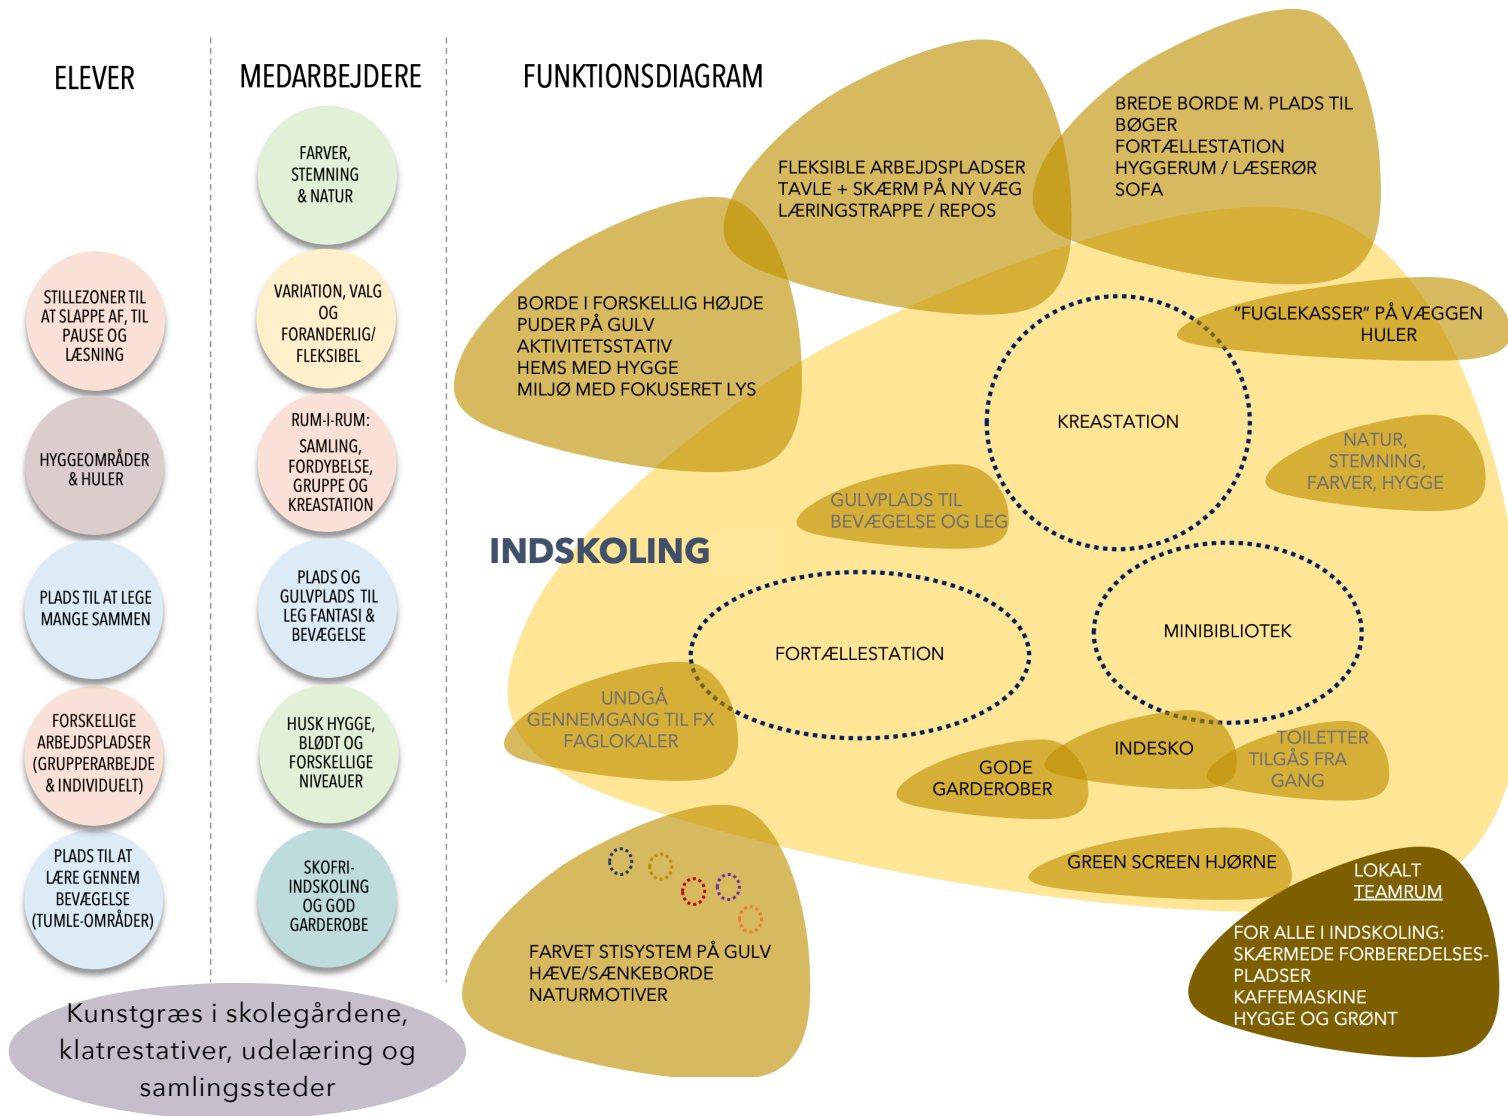 ELEVER
STILLEZONER TIL
AT SLAPPE AF, TIL
PAUSE OG
LÆSNING
HYGGEOMRÅDER
& HULER
PLADS TIL AT LEGE
MANGE SAMMEN
FORSKELLIGE
ARBEJDSPLADSER
(GRUPPERARBEJDE
& INDIVIDUELT)
PLADS TIL AT
LÆRE GENNEM
BEVÆGELSE
(TUMLE-OMRÅDER)
MEDARBEJDERE
FARVER,
STEMNING
& NATUR
VARIATION, VALG
OG
FORANDERLIG/
FLEKSIBEL
RUM-I-RUM:
SAMLING,
FORDYBELSE,
GRUPPE OG
KREASTATION
PLADS OG
GULVPLADS TIL
LEG FANTASI &
BEVÆGELSE
HUSK HYGGE,
BLØDT OG
FORSKELLIGE
NIVEAUER
SKOFRI-
INDSKOLING
OG GOD
GARDEROBE
Kunstgræs i skolegårdene,
klatrestativer, udelæring og
samlingssteder
FUNKTIONSDIAGRAM
BREDE BORDE M. PLADS TIL
BØGER
FORTÆLLESTATION
HYGGERUM / LÆSERØR
SOFA
FLEKSIBLE ARBEJDSPLADSER
TAVLE + SKÆRM PÅ NY VÆG
LÆRINGSTRAPPE / REPOS
BORDE I FORSKELLIG HØJDE
PUDER PÅ GULV
AKTIVITETSSTATIV
HEMS MED HYGGE
MILJØ MED FOKUSERET LYS
"FUGLEKASSER" PÅ VÆGGEN
HULER
KREASTATION
NATUR,
STEMNING,
FARVER, HYGGE
GULVPLADS TIL
BEVÆGELSE OG LEG
INDSKOLING
MINIBIBLIOTEK
FORTÆLLESTATION
UNDGÅ
GENNEMGANG TIL FX
FAGLOKALER
INDESKO
TOILETTER
TILGÅS FRA
GANG
GODE
GARDEROBER
GREEN SCREEN HJØRNE
LOKALT
TEAMRUM
FOR ALLE I INDSKOLING:
SKÆRMEDE FORBEREDELSES-
PLADSER
KAFFEMASKINE
HYGGE OG GRØNT
FARVET STISYSTEM PÅ GULV
HÆVE/SÆNKEBORDE
NATURMOTIVER